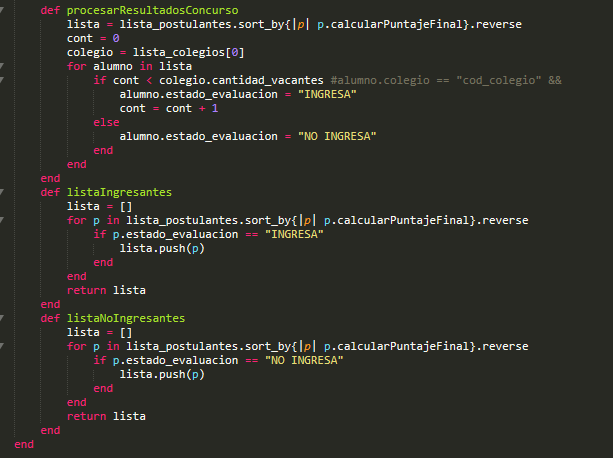 def procesarResultadosConcurso
lista = lista_postulantes.sort_by{|p| p.calcularPuntajeFinal}.reverse
cont = 0
colegio = lista_colegios[0]
for alumno in lista
if cont < colegio.cantidad_vacantes #alumno.colegio == "cod_colegio" &&
alumno.estado_evaluacion = "INGRESA"
cont = cont + 1
else
alumno.estado_evaluacion = "NO INGRESA"
end
end
end
def listaIngresantes
lista = []
for p in lista_postulantes.sort_by{|p| p.calcularPuntajeFinal}.reverse
if p.estado_evaluacion == "INGRESA"
lista.push(p)
end
end
return lista
end
def listaNoIngresantes
lista = []
for p in lista_postulantes.sort_by{|p| p.calcularPuntajeFinal}.reverse
if p.estado_evaluacion == "NO INGRESA"
lista.push(p)
end
end
return lista
end
end